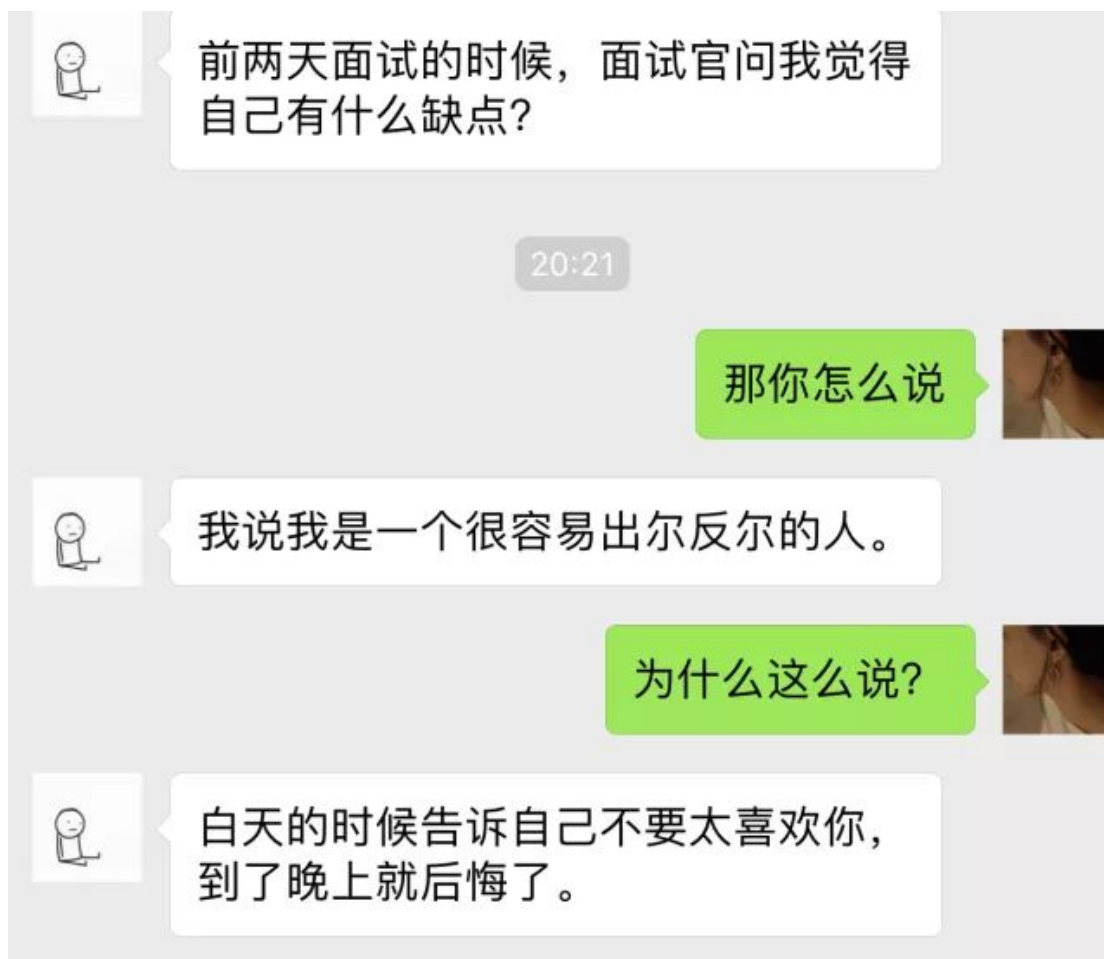 前两天面试的时候，面试官问我觉得
自己有什么缺点？
20:21
那你怎么说
我说我是一个很容易出尔反尔的人。
为什么这么说？
白天的时候告诉自己不要太喜欢你，
到了晚上就后悔了。